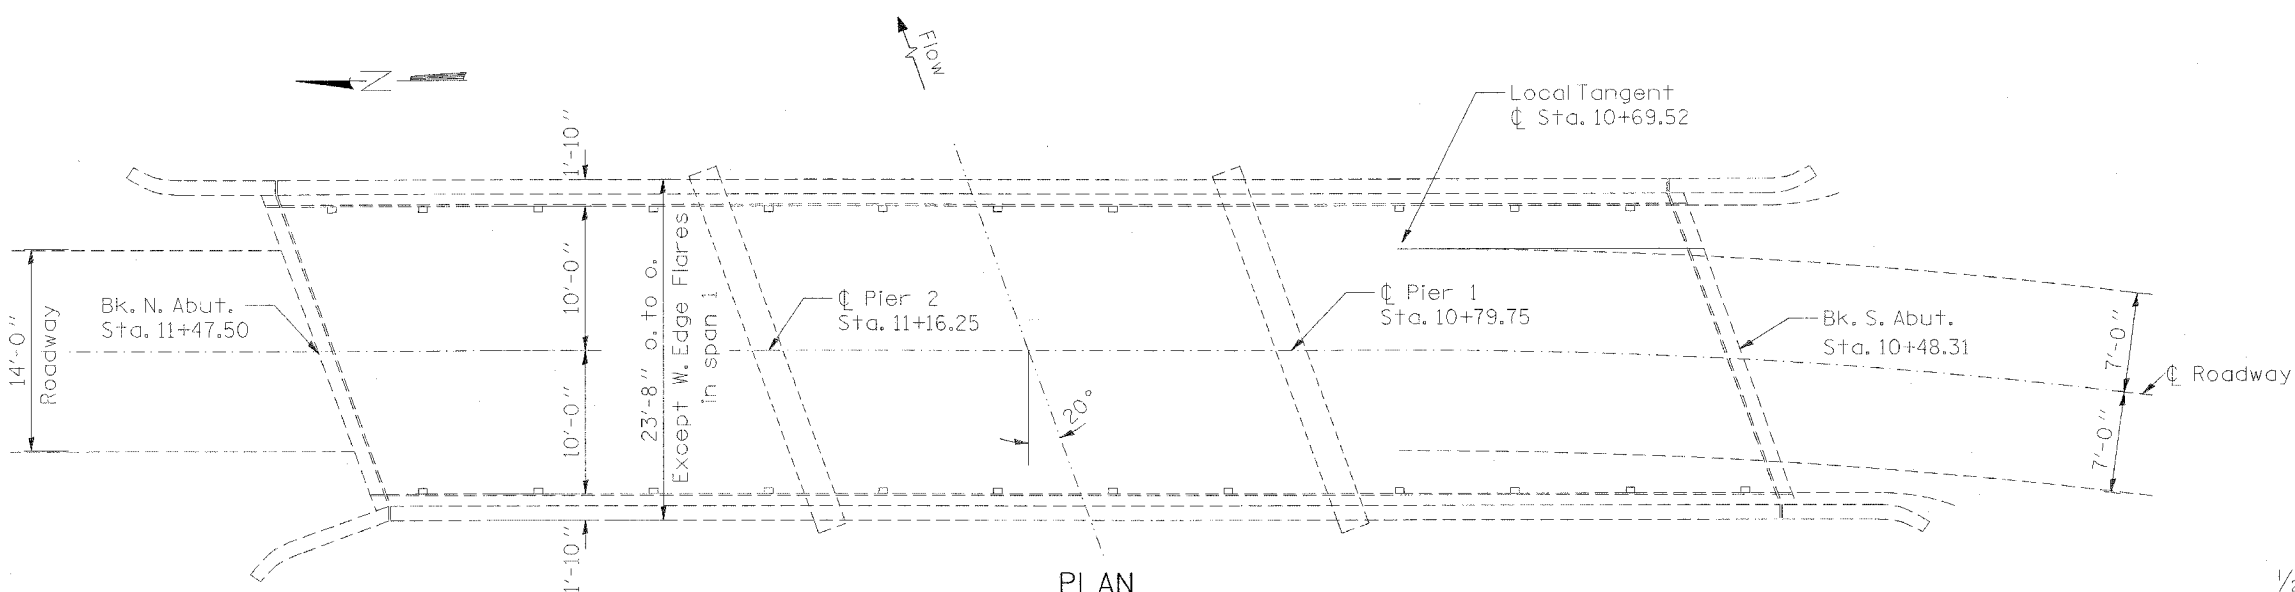 Flow
N
Local Tangent
℄ Sta. 10+69.52
1'-10"
14'-0"
Roadway
Bk. N. Abut.
Sta. 11+47.50
10'-0"
10'-0"
23'-8" o. to o.
Except W. Edge Flares
in span 1
℄ Pier 2
Sta. 11+16.25
℄ Pier 1
Sta. 10+79.75
Bk. S. Abut.
Sta. 10+48.31
7'-0"
7'-0"
℄ Roadway
20°
1'-10"
PLAN